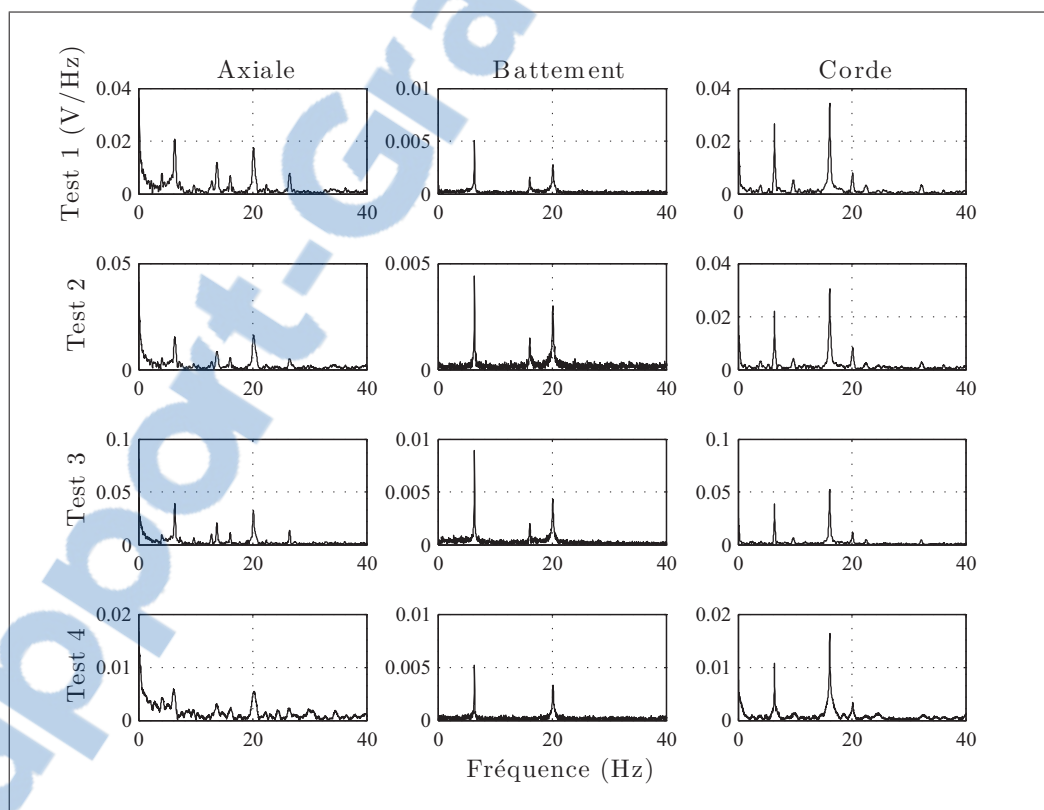 Axiale Battement Corde
Test 1 (V/Hz)
0.04 0.01 0.04
0.02 0.005 0.02
0 0 0
0 20 40 0 20 40 0 20 40
Test 2
0.05 0.005 0.04
0.02
0 0 0
0 20 40 0 20 40 0 20 40
Test 3
0.1 0.01 0.1
0.05 0.005 0.05
0 0 0
0 20 40 0 20 40 0 20 40
Test 4
0.02 0.01 0.02
0.01 0.005 0.01
0 0 0
0 20 40 0 20 40 0 20 40
Fréquence (Hz)
apport-Gra